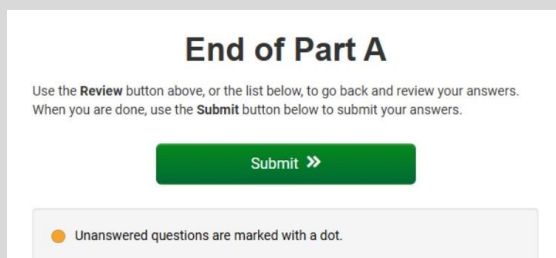 End of Part A
Use the Review button above, or the list below, to go back and review your answers.
When you are done, use the Submit button below to submit your answers.
Submit »
Unanswered questions are marked with a dot.